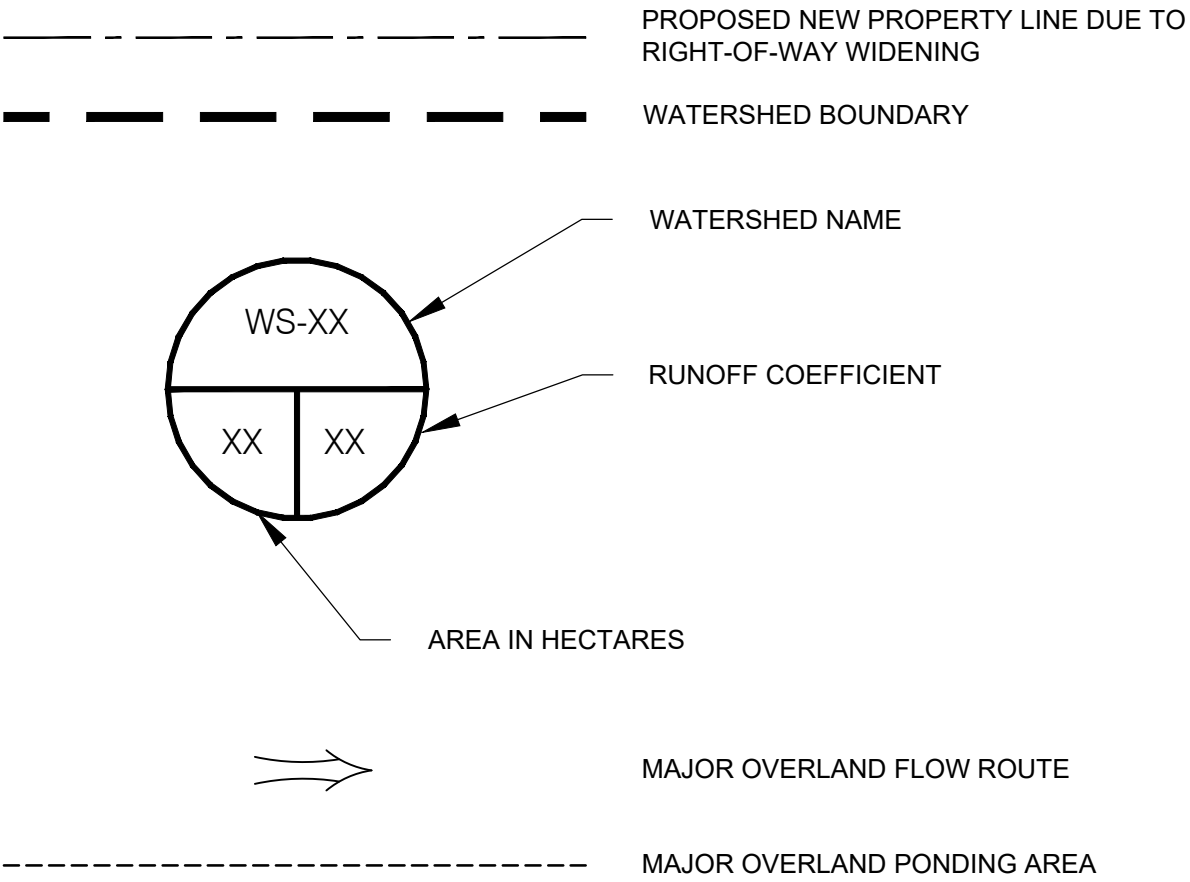 PROPOSED NEW PROPERTY LINE DUE TO
RIGHT-OF-WAY WIDENING
WATERSHED BOUNDARY
WATERSHED NAME
WS-XX
RUNOFF COEFFICIENT
XX
XX
AREA IN HECTARES
MAJOR OVERLAND FLOW ROUTE
MAJOR OVERLAND PONDING AREA